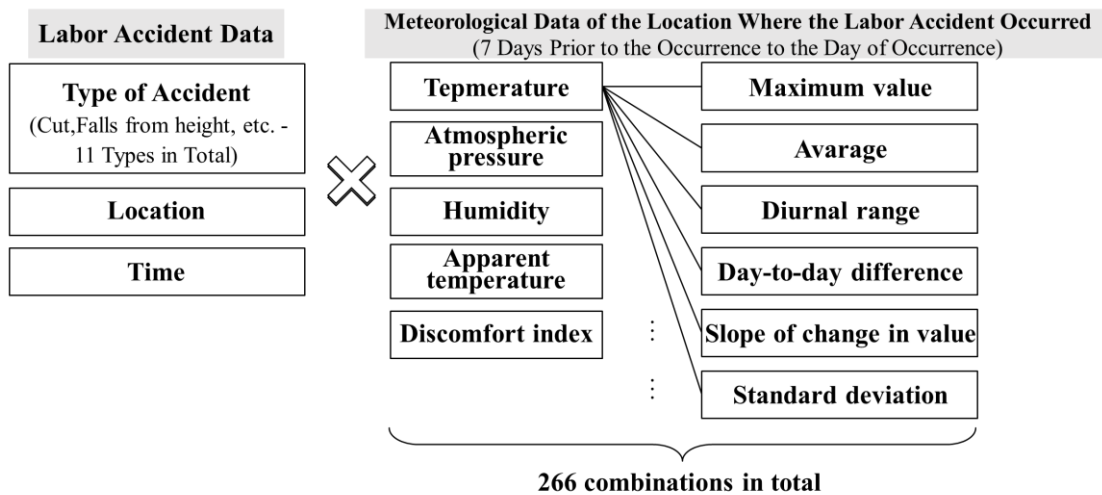 Labor Accident Data
Type of Accident
(Cut,Falls from height, etc. -
11 Types in Total)
Location
Time
Meteorological Data of the Location Where the Labor Accident Occurred
(7 Days Prior to the Occurrence to the Day of Occurrence)
Tepmerature
Atmospheric
pressure
Humidity
Apparent
temperature
Discomfort index
Maximum value
Avarage
Diurnal range
Day-to-day difference
Slope of change in value
Standard deviation
266 combinations in total